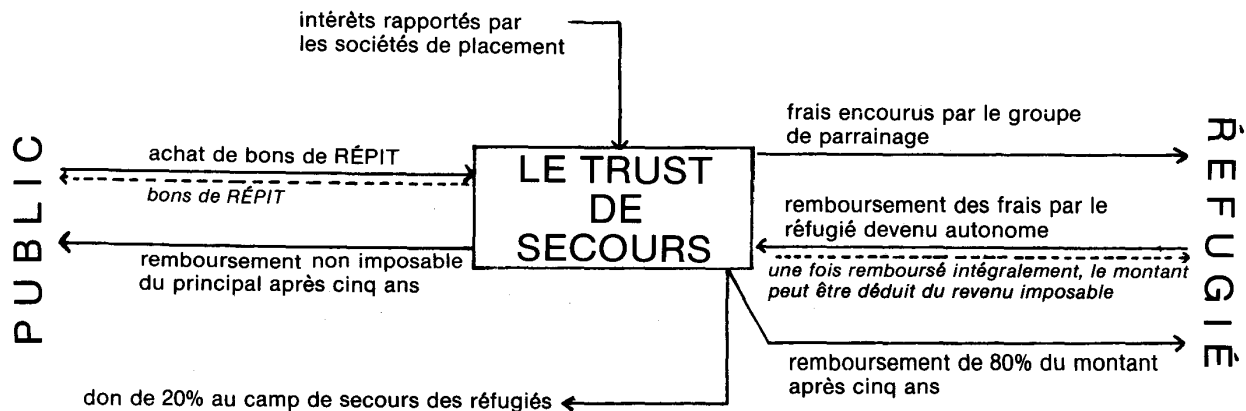 intérèts rapportés par
les sociétés de placement
PUBLIC
achat de bons de RÉPIT
bons de RÉPIT
remboursement non imposable
du principal après cinq ans
LE TRUST
DE
SECOURS
frais encourus par le groupe
de parrainage
remboursement des frais par le
réfugié devenu autonome
une fois remboursé intégralement, le montant
peut être déduit du revenu imposable
remboursement de 80% du montant
après cinq ans
don de 20% au camp de secours des réfugiés
RÉFUGIÉ